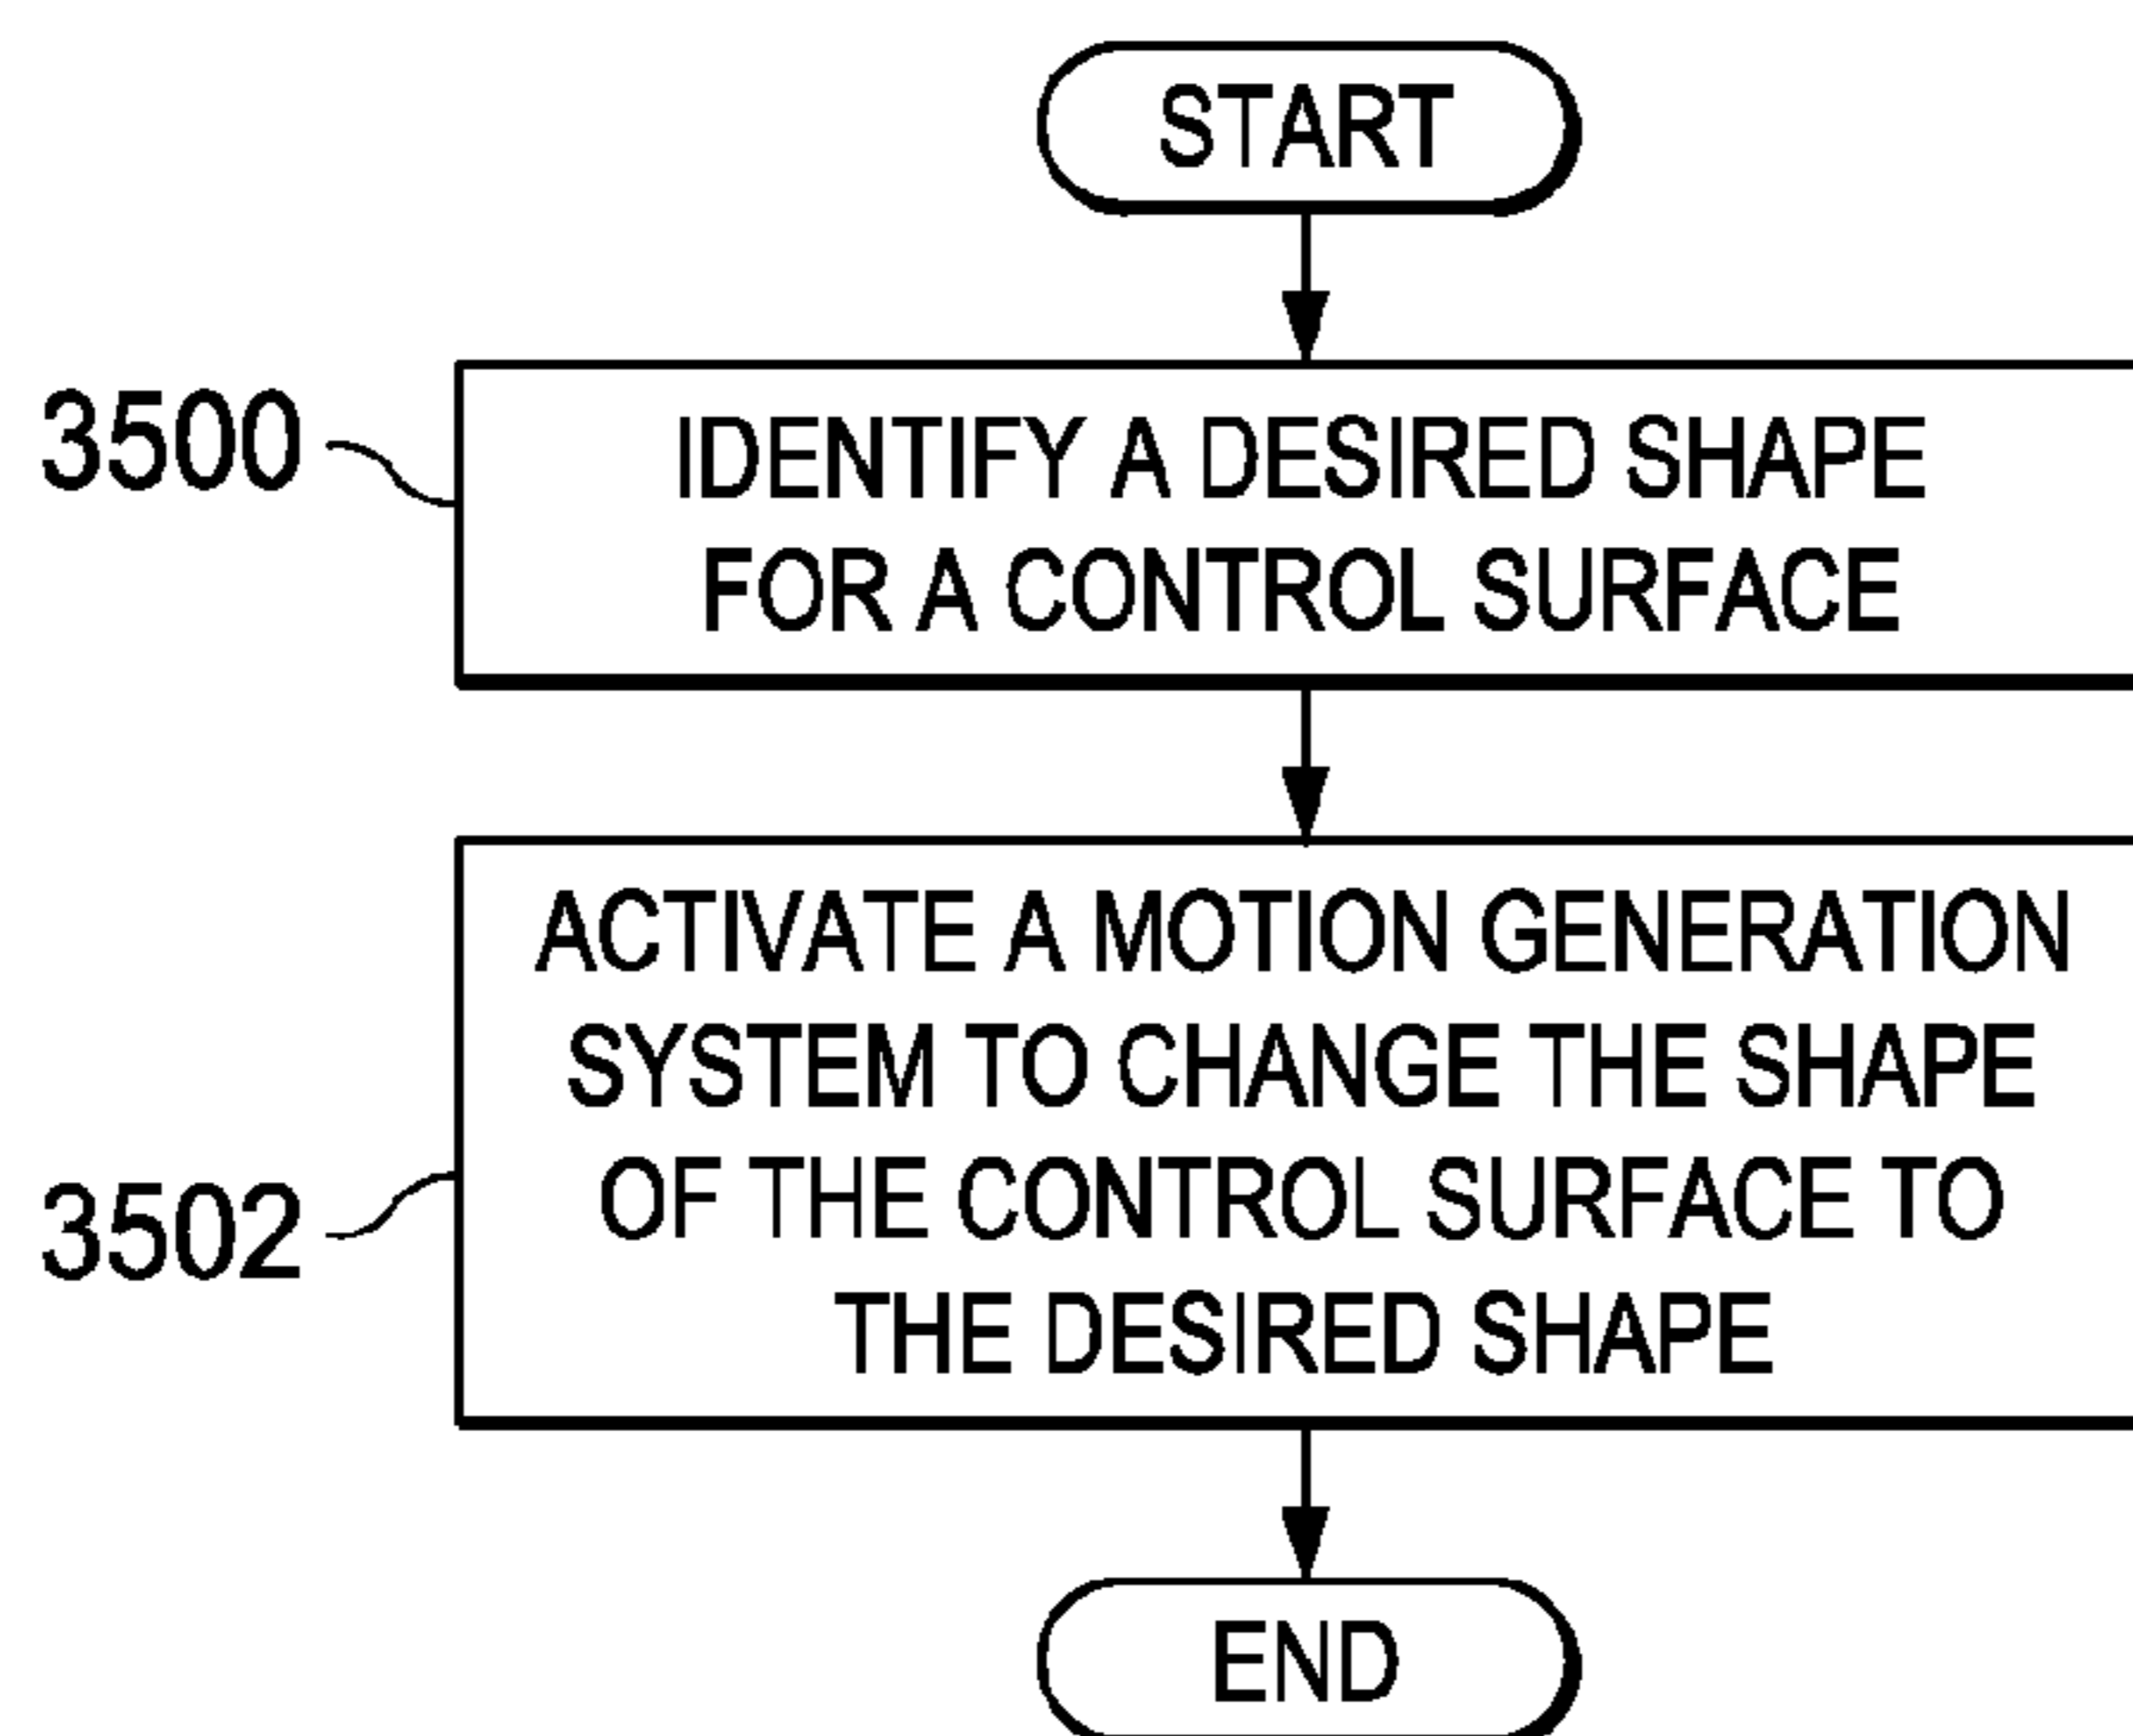 START
3500
IDENTIFY A DESIRED SHAPE
FOR A CONTROL SURFACE
ACTIVATE A MOTION GENERATION
SYSTEM TO CHANGE THE SHAPE
OF THE CONTROL SURFACE TO
THE DESIRED SHAPE
3502
END